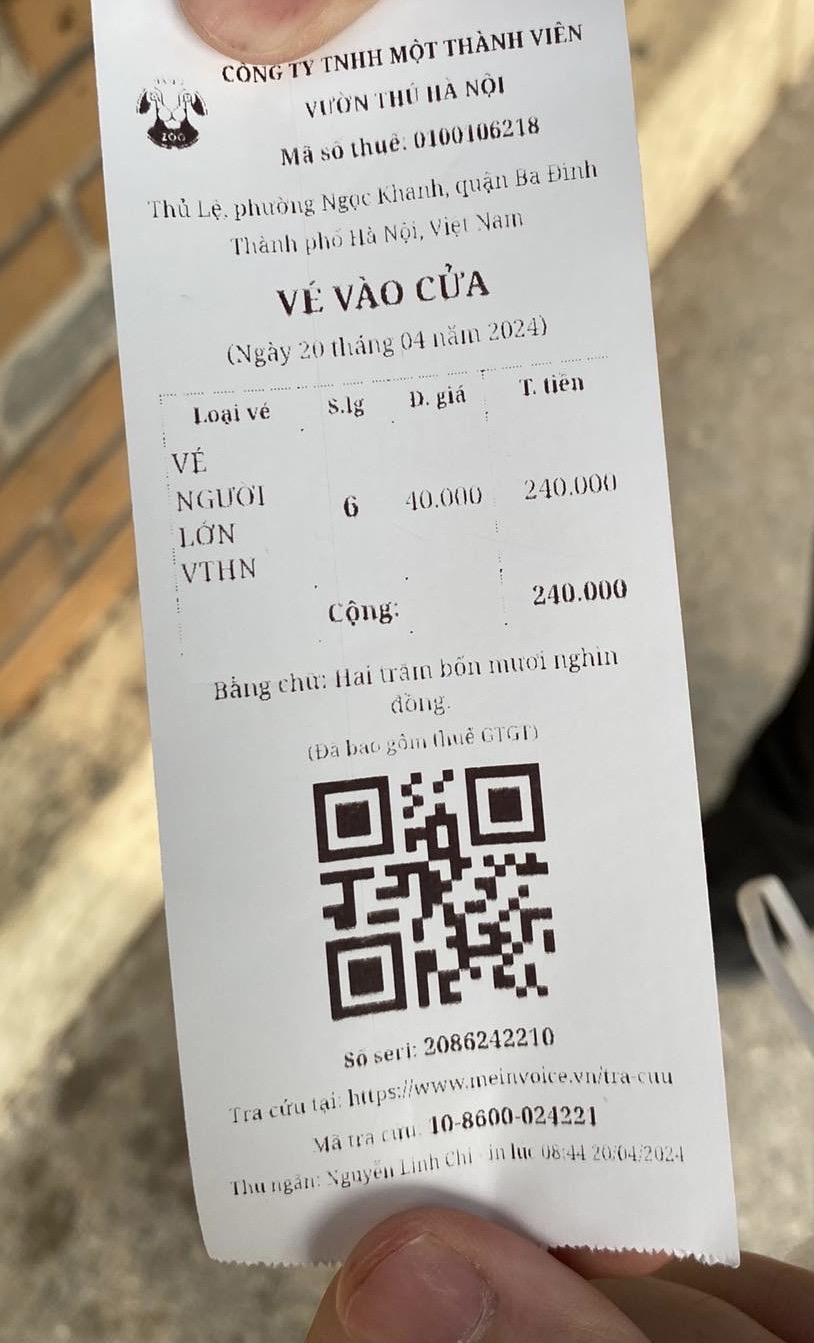 CÔNG TY TNHH MỘT THÀNH VIÊN
VƯỜN THÚ HÀ NỘI
ZOO
Mã số thuế: 0100106218
Thủ Lệ, phường Ngọc Khánh, quận Ba Đình
Thành phố Hà Nội, Việt Nam
VÉ VÀO CỬA
(Ngày 20 tháng 04 năm 2024)
Loại vé S.lg Đ. giá T. tiền
VÉ
NGƯỜI 6 40.000 240.000
LỚN
VTHN
Cộng: 240.000
Bằng chữ: Hai trăm bốn mươi nghìn
đồng.
(Đã bao gồm thuế GTGT)
Số seri: 2086242210
Tra cứu tại: https://www.meinvoice.vn/tra-cuu
Mã tra cứu: 10-8600-024221
Thu ngân: Nguyễn Linh Chi - in lúc 08:44 20/04/2024